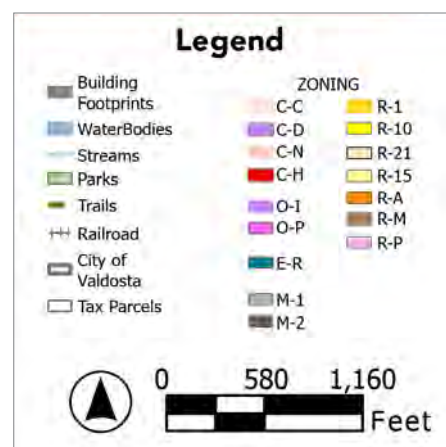 Legend
Building
Footprints
WaterBodies
Streams
Parks
Trails
Railroad
City of
Valdosta
Tax Parcels
ZONING
C-C
C-D
C-N
C-H
O-I
O-P
E-R
M-1
M-2
R-1
R-10
R-21
R-15
R-A
R-M
R-P
0 580 1,160
Feet